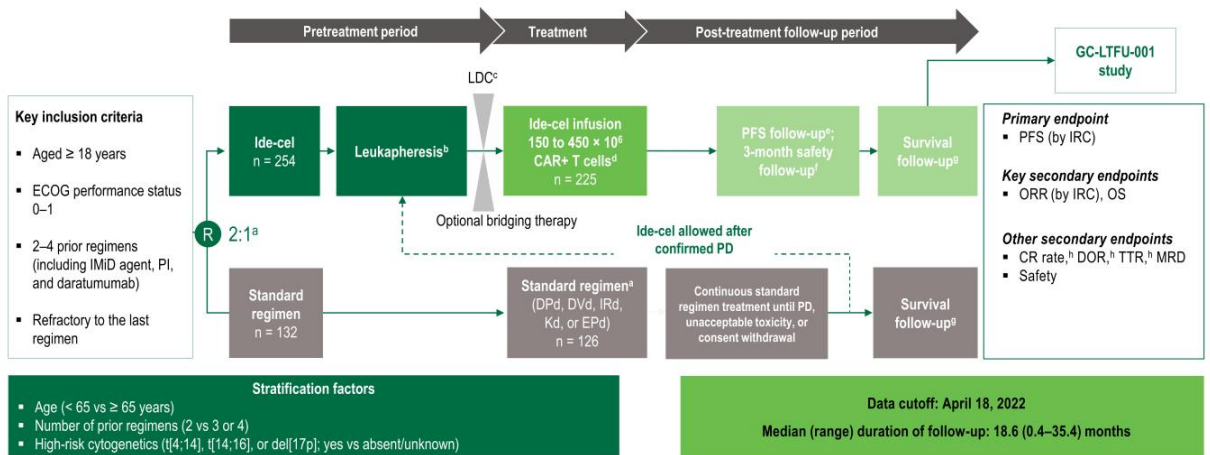 Pretreatment period
Treatment
Post-treatment follow-up period
GC-LTFU-001
study
LDCᶜ
Key inclusion criteria
▪ Aged ≥ 18 years
▪ ECOG performance status
0–1
▪ 2–4 prior regimens
(including IMiD agent, PI,
and daratumumab)
▪ Refractory to the last
regimen
R
2:1ᵃ
Ide-cel
n = 254
Leukapheresisᵇ
Ide-cel infusion
150 to 450 × 10⁶
CAR+ T cellsᵈ
n = 225
PFS follow-upᵉ;
3-month safety
follow-upᶠ
Survival
follow-upᵍ
Optional bridging therapy
Ide-cel allowed after
confirmed PD
Standard
regimen
n = 132
Standard regimenᵃ
(DPd, DVd, IRd,
Kd, or EPd)
n = 126
Continuous standard
regimen treatment until PD,
unacceptable toxicity, or
consent withdrawal
Survival
follow-upᵍ
Primary endpoint
▪ PFS (by IRC)
Key secondary endpoints
▪ ORR (by IRC), OS
Other secondary endpoints
▪ CR rate,ʰ DOR,ʰ TTR,ʰ MRD
▪ Safety
Stratification factors
▪ Age (< 65 vs ≥ 65 years)
▪ Number of prior regimens (2 vs 3 or 4)
▪ High-risk cytogenetics (t[4;14], t[14;16], or del[17p]; yes vs absent/unknown)
Data cutoff: April 18, 2022
Median (range) duration of follow-up: 18.6 (0.4–35.4) months